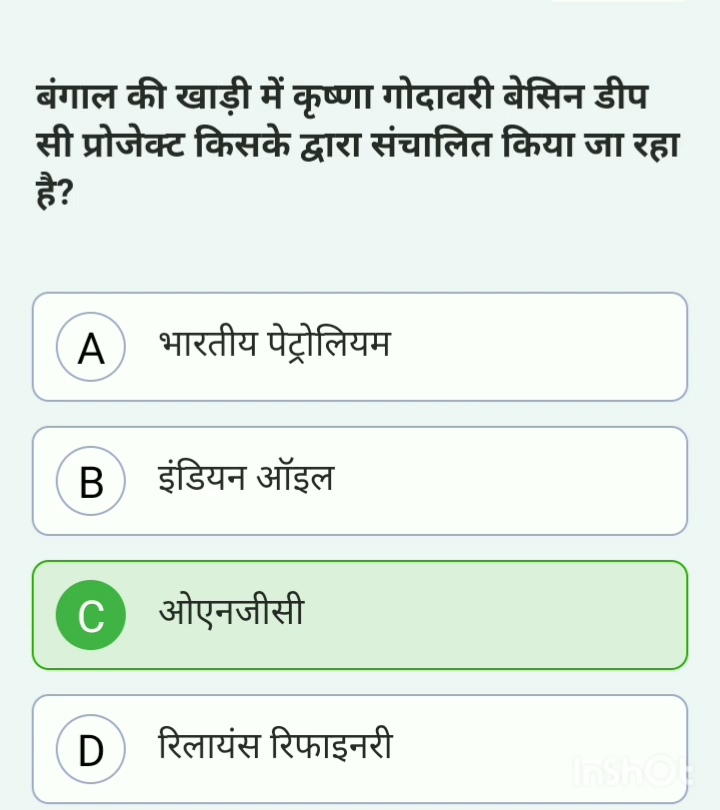 बंगाल की खाड़ी में कृष्णा गोदावरी बेसिन डीप
सी प्रोजेक्ट किसके द्वारा संचालित किया जा रहा
है?
A भारतीय पेट्रोलियम
B इंडियन ऑइल
C ओएनजीसी
D रिलायंस रिफाइनरी
InShOt